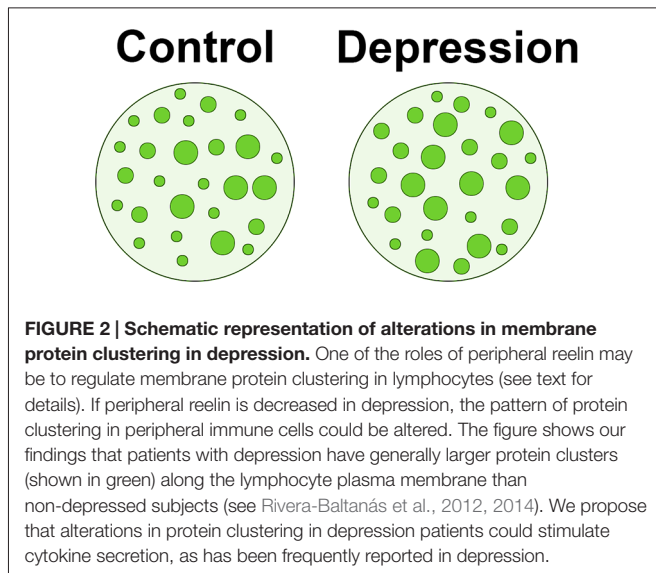 Control Depression
FIGURE 2 | Schematic representation of alterations in membrane
protein clustering in depression. One of the roles of peripheral reelin may
be to regulate membrane protein clustering in lymphocytes (see text for
details). If peripheral reelin is decreased in depression, the pattern of protein
clustering in peripheral immune cells could be altered. The figure shows our
findings that patients with depression have generally larger protein clusters
(shown in green) along the lymphocyte plasma membrane than
non-depressed subjects (see Rivera-Baltanás et al., 2012, 2014). We propose
that alterations in protein clustering in depression patients could stimulate
cytokine secretion, as has been frequently reported in depression.